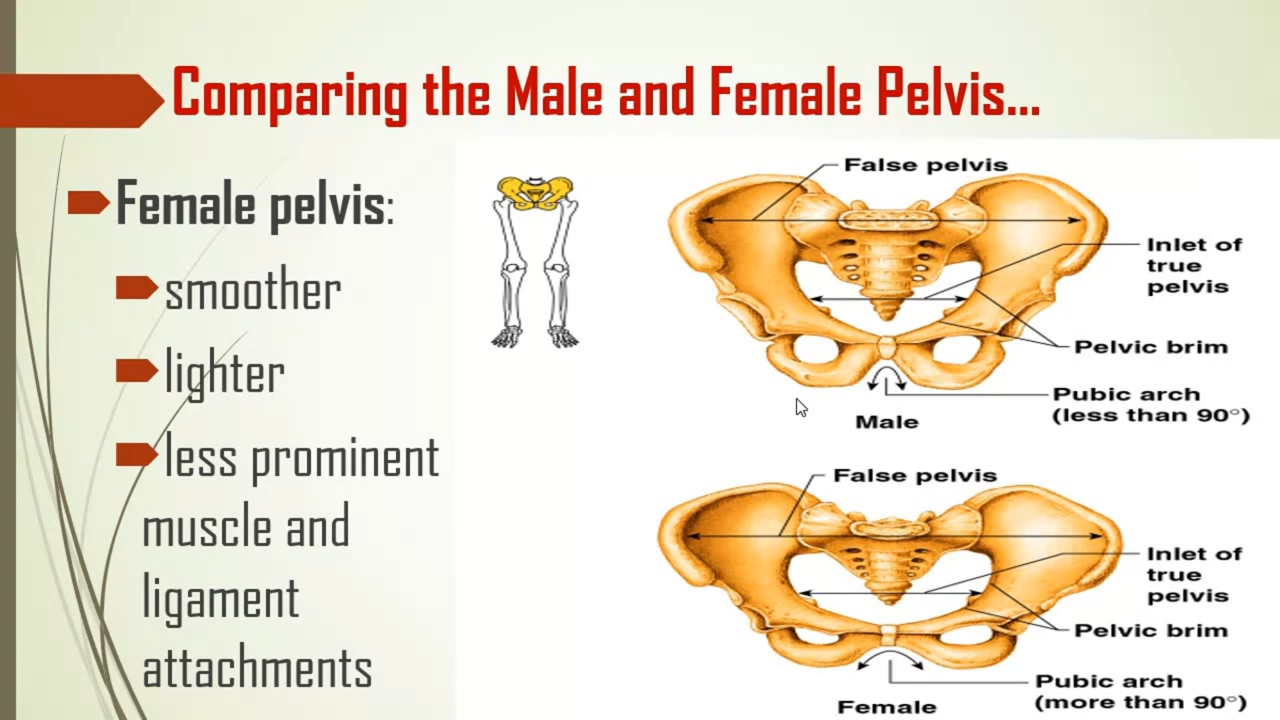 Comparing the Male and Female Pelvis...
Female pelvis:
smoother
lighter
less prominent
muscle and
ligament
attachments
False pelvis
Inlet of
true
pelvis
Pelvic brim
Pubic arch
(less than 90°)
Male
False pelvis
Inlet of
true
pelvis
Pelvic brim
Pubic arch
(more than 90°)
Female